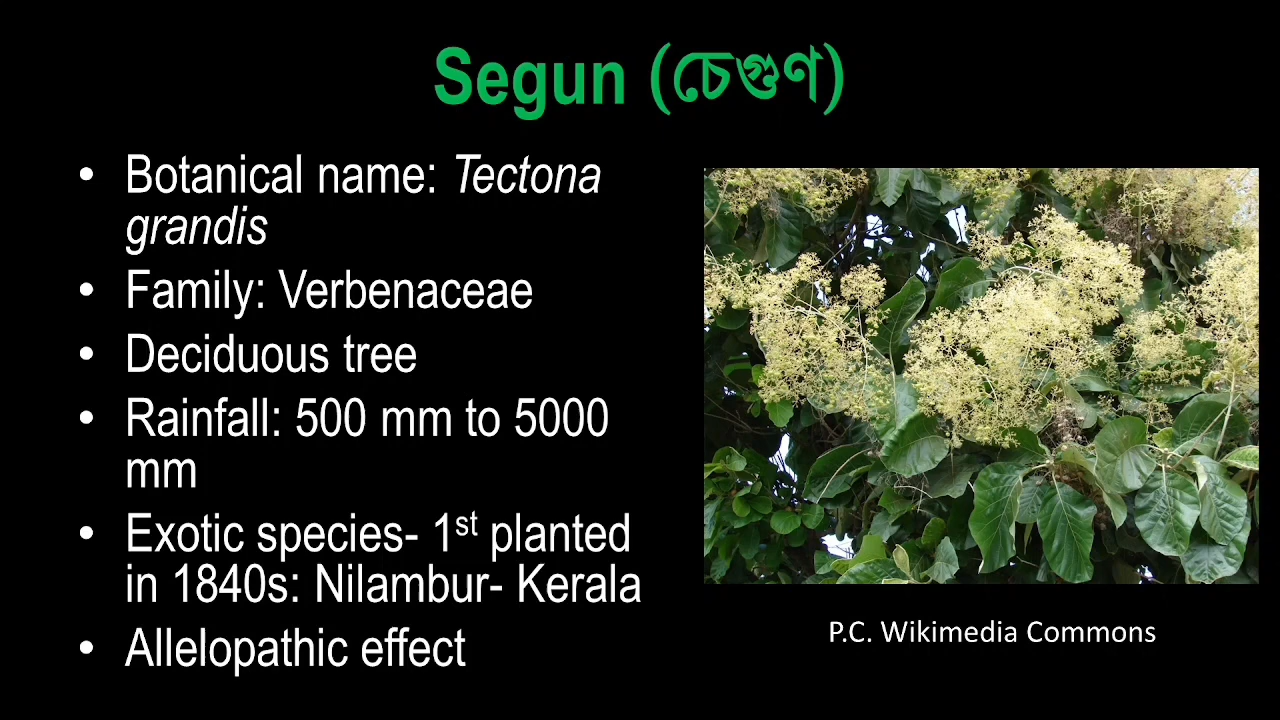 Segun (চেগুণ)
• Botanical name: Tectona
grandis
• Family: Verbenaceae
• Deciduous tree
• Rainfall: 500 mm to 5000
mm
• Exotic species- 1st planted
in 1840s: Nilambur- Kerala
• Allelopathic effect
P.C. Wikimedia Commons